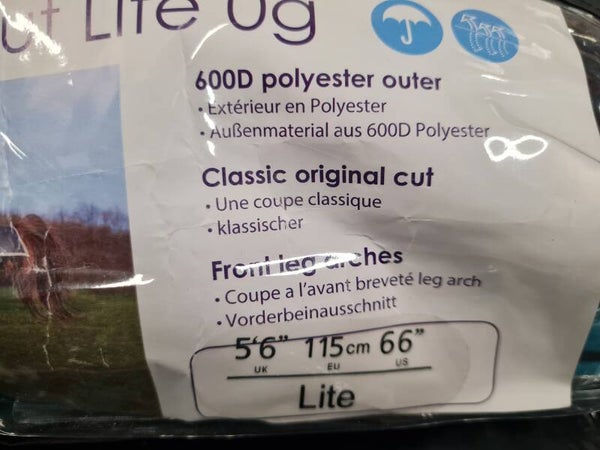 Lite 0g
600D polyester outer
• Extérieur en Polyester
• Außenmaterial aus 600D Polyester
Classic original cut
• Une coupe classique
• klassischer
Front leg arches
• Coupe a l'avant breveté leg arch
• Vorderbeinausschnitt
5'6" 115cm 66"
UK EU US
Lite